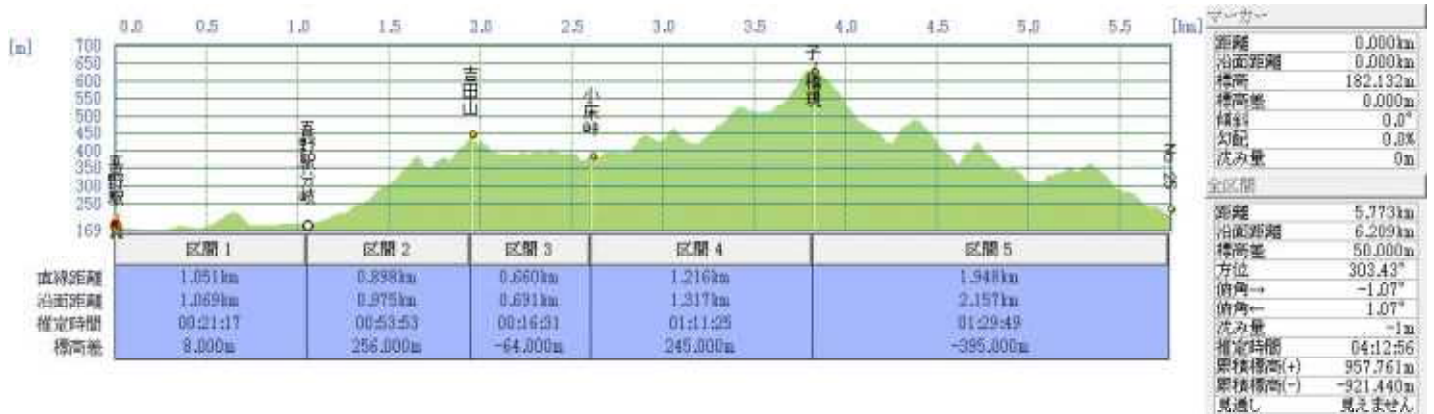 0.0 0.5 1.0 1.5 2.0 2.5 3.0 3.5 4.0 4.5 5.0 5.5 [km]
[m]
700
650
600
550
500
450
400
350
300
250
169
吾野駅
吾野駅分岐
吉田山
小床峠
子ノ権現
No 25
区間 1 区間 2 区間 3 区間 4 区間 5
直線距離 1.051km 0.898km 0.660km 1.216km 1.948km
沿面距離 1.069km 0.975km 0.691km 1.317km 2.157km
推定時間 00:21:17 00:53:53 00:16:31 01:11:25 01:29:49
標高差 8.000m 256.000m -64.000m 245.000m -395.000m
マーカー
距離 0.000km
沿面距離 0.000km
標高 182.132m
標高差 0.000m
傾斜 0.0°
勾配 0.0%
沈み量 0m
全区間
距離 5.773km
沿面距離 6.209km
標高差 50.000m
方位 303.43°
俯角→ -1.07°
俯角← 1.07°
沈み量 -1m
推定時間 04:12:56
累積標高(+) 957.761m
累積標高(-) -921.440m
見通し 見えません